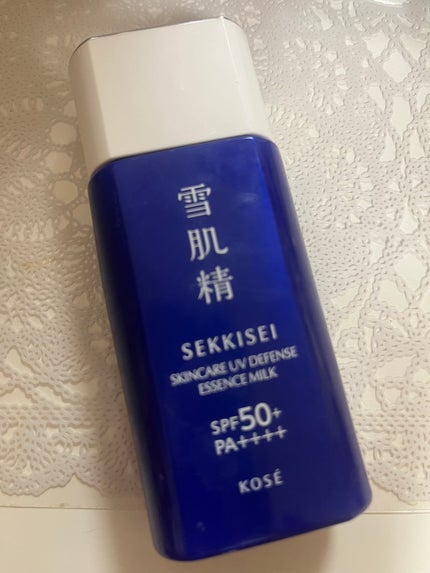 雪
肌
精
SEKKISEI
SKINCARE UV DEFENSE
ESSENCE MILK
SPF50+
PA++++
KOSÉ